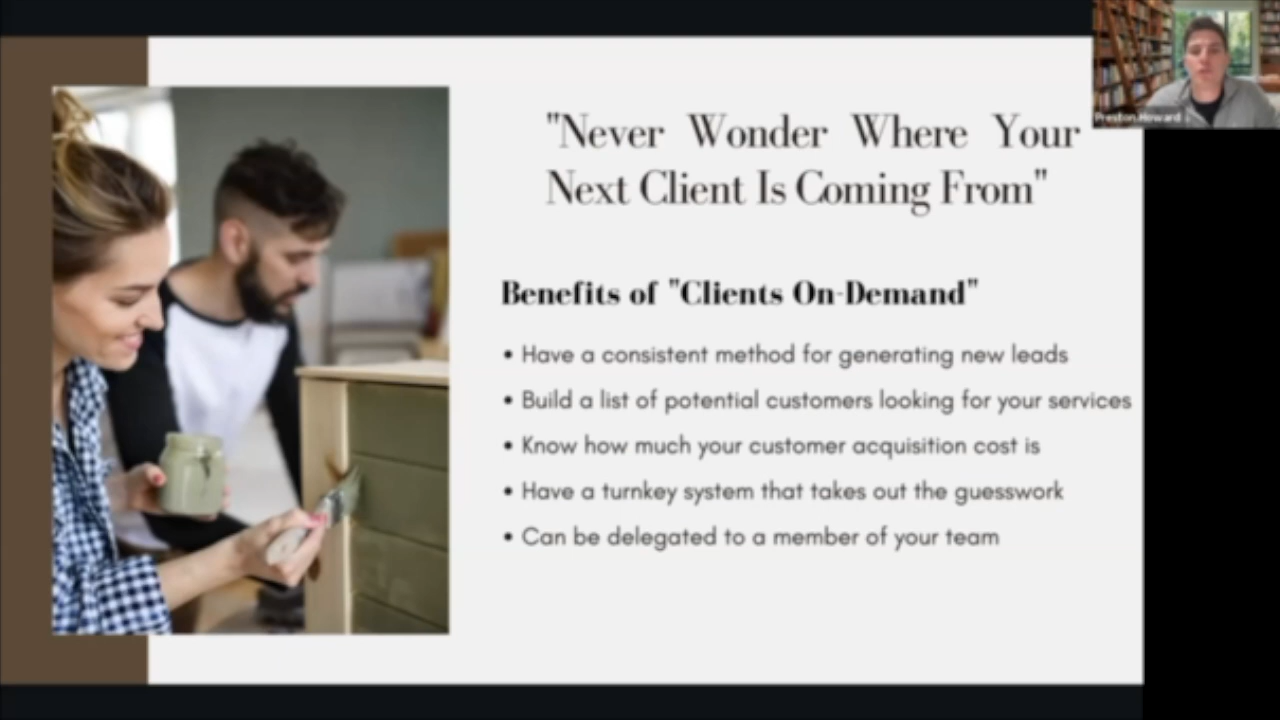 "Never Wonder Where Your
Next Client Is Coming From"
Benefits of "Clients On-Demand"
• Have a consistent method for generating new leads
• Build a list of potential customers looking for your services
• Know how much your customer acquisition cost is
• Have a turnkey system that takes out the guesswork
• Can be delegated to a member of your team
Preston Howard